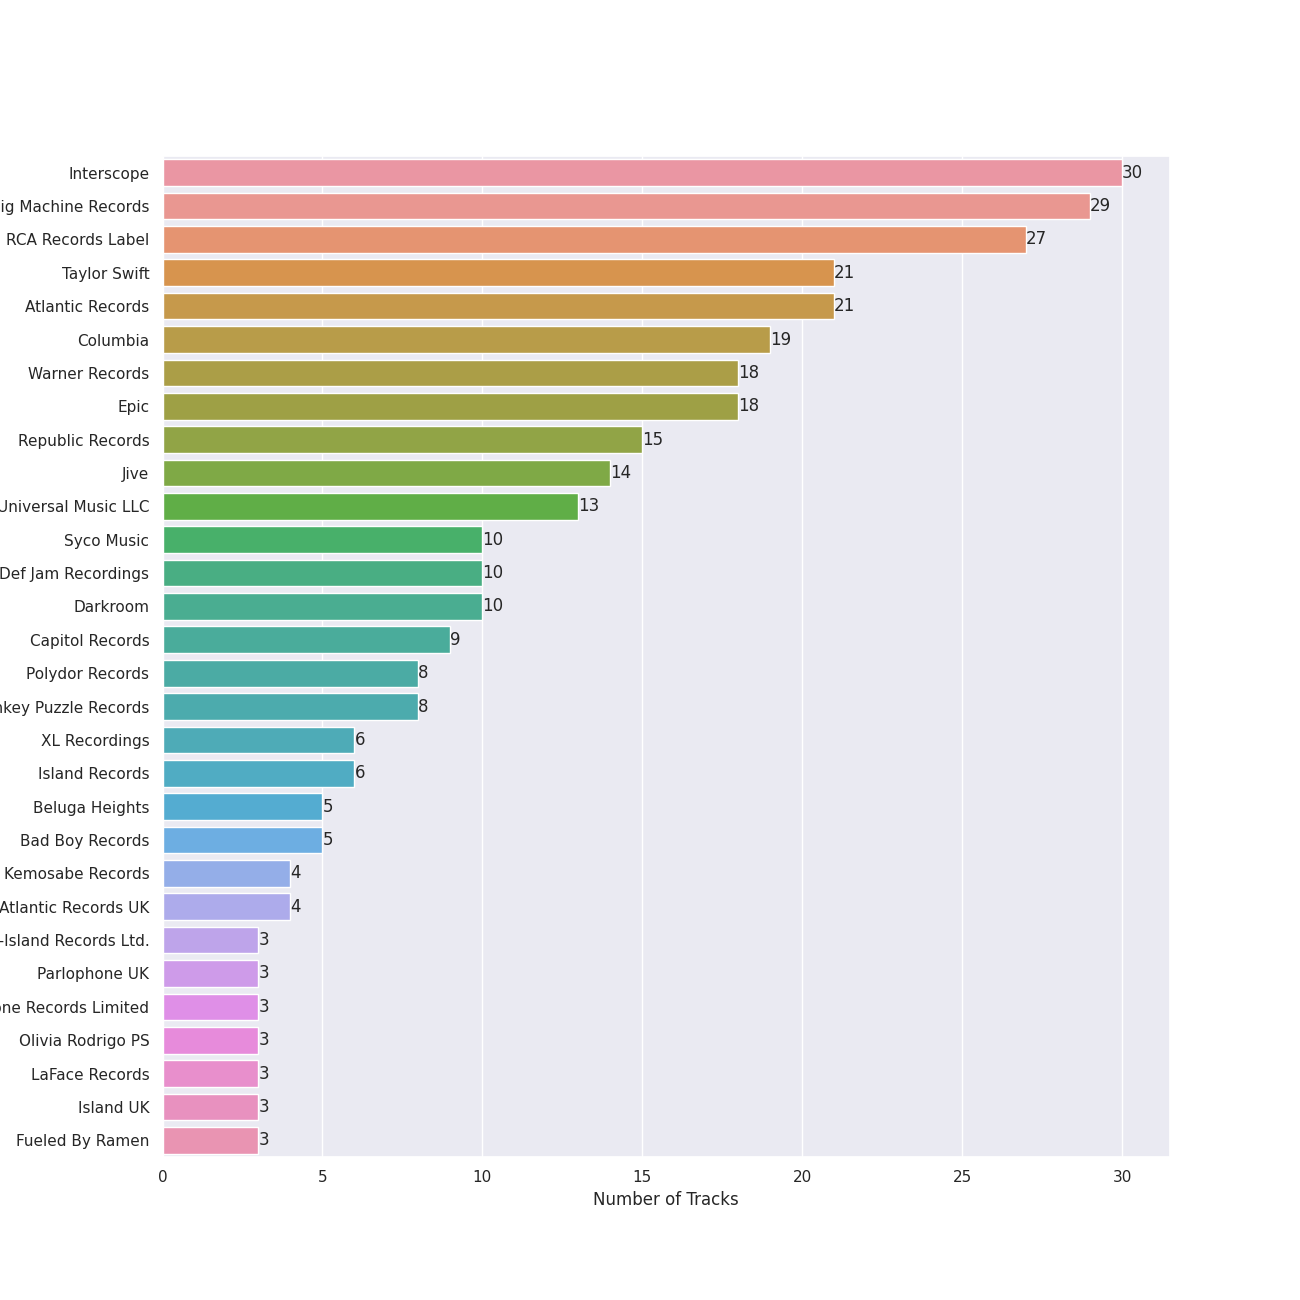 Interscope 30
ig Machine Records 29
RCA Records Label 27
Taylor Swift 21
Atlantic Records 21
Columbia 19
Warner Records 18
Epic 18
Republic Records 15
Jive 14
Universal Music LLC 13
Syco Music 10
Def Jam Recordings 10
Darkroom 10
Capitol Records 9
Polydor Records 8
key Puzzle Records 8
XL Recordings 6
Island Records 6
Beluga Heights 5
Bad Boy Records 5
Kemosabe Records 4
Atlantic Records UK 4
-Island Records Ltd. 3
Parlophone UK 3
ne Records Limited 3
Olivia Rodrigo PS 3
LaFace Records 3
Island UK 3
Fueled By Ramen 3
0 5 10 15 20 25 30
Number of Tracks